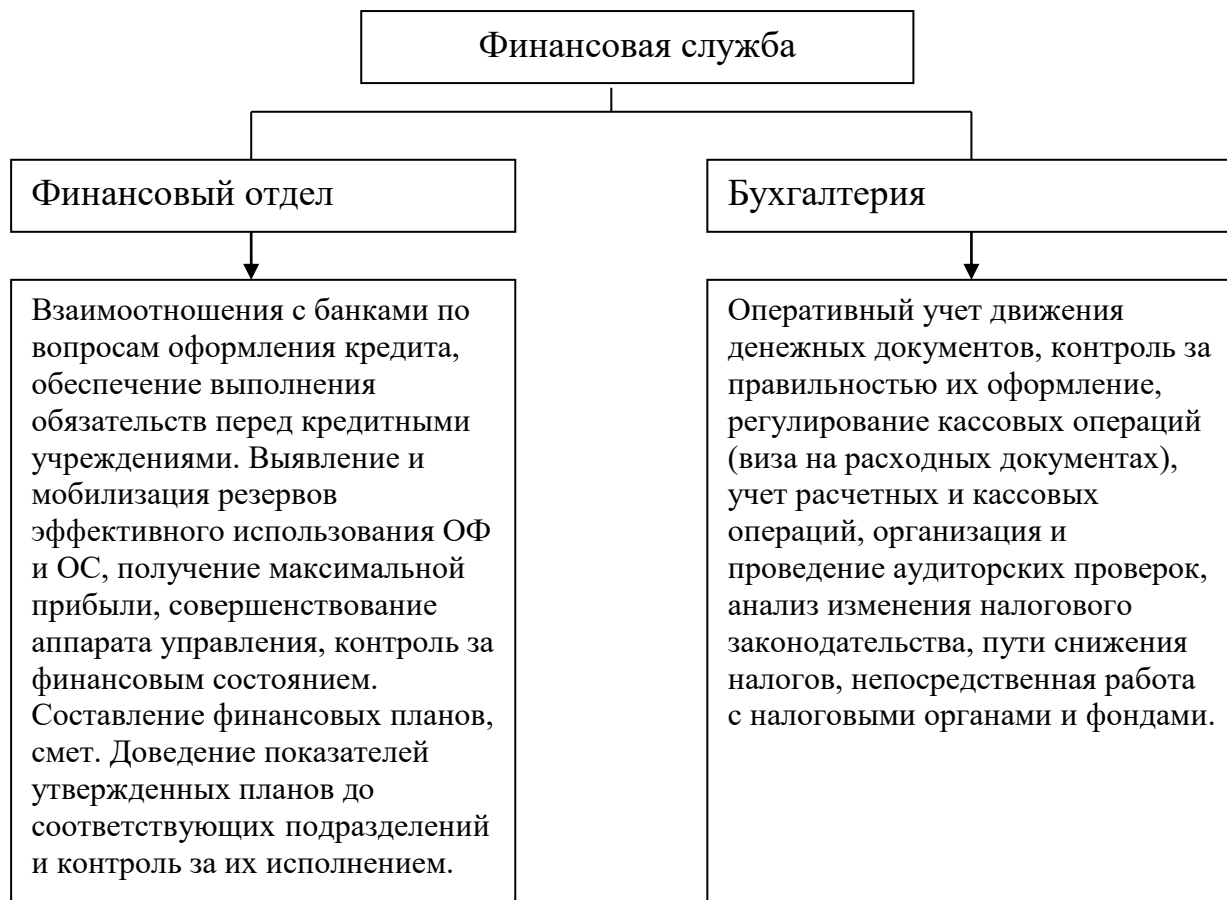 Финансовая служба
Финансовый отдел
Бухгалтерия
Взаимоотношения с банками по
вопросам оформления кредита,
обеспечение выполнения
обязательств перед кредитными
учреждениями. Выявление и
мобилизация резервов
эффективного использования ОФ
и ОС, получение максимальной
прибыли, совершенствование
аппарата управления, контроль за
финансовым состоянием.
Составление финансовых планов,
смет. Доведение показателей
утвержденных планов до
соответствующих подразделений
и контроль за их исполнением.
Оперативный учет движения
денежных документов, контроль за
правильностью их оформление,
регулирование кассовых операций
(виза на расходных документах),
учет расчетных и кассовых
операций, организация и
проведение аудиторских проверок,
анализ изменения налогового
законодательства, пути снижения
налогов, непосредственная работа
с налоговыми органами и фондами.